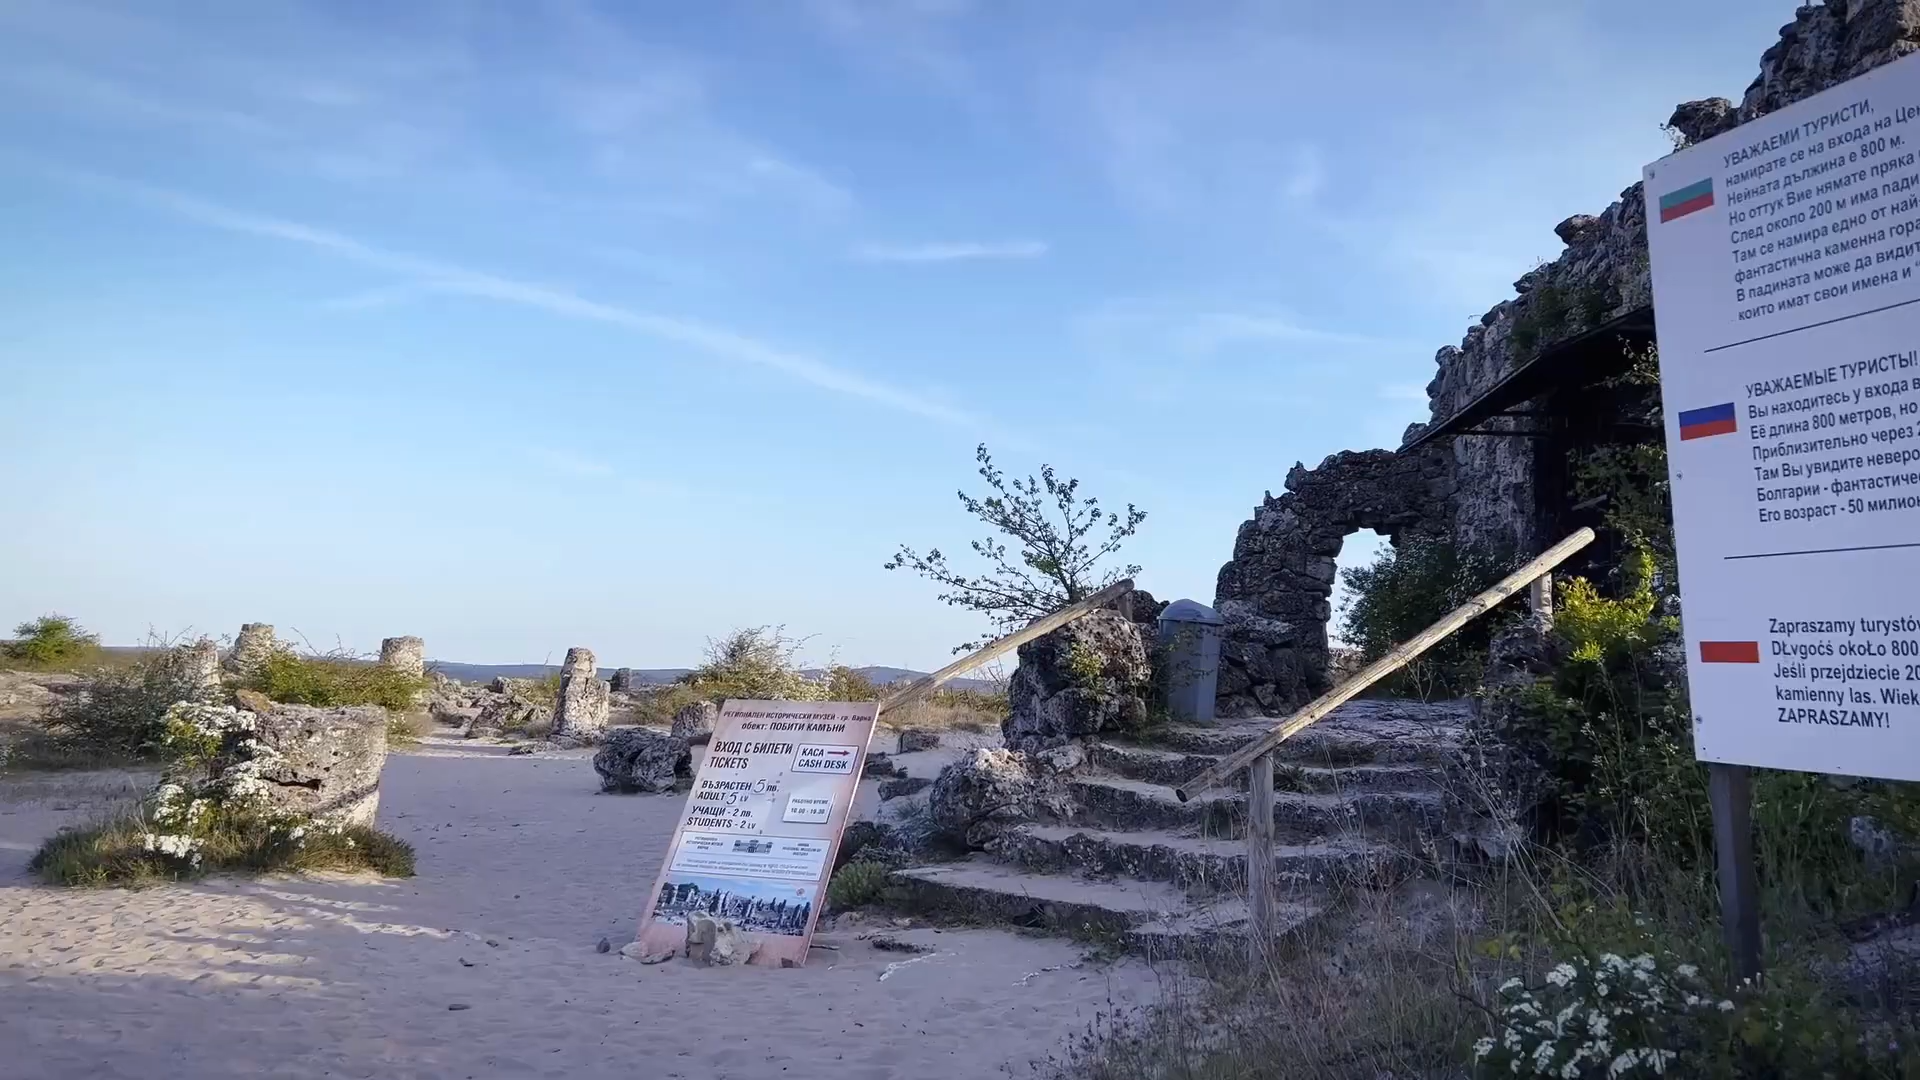 РЕГИОНАЛЕН ИСТОРИЧЕСКИ МУЗЕЙ - гр. Варна
обект: ПОБИТИ КАМЪНИ
ВХОД С БИЛЕТИ
TICKETS
КАСА
CASH DESK
ВЪЗРАСТЕН 5 лв.
ADULT 5 LV
УЧАЩИ - 2 лв.
STUDENTS - 2 LV
РАБОТНО ВРЕМЕ
УВАЖАЕМИ ТУРИСТИ,
намирате се на входа на Цен
Нейната дължина е 800 м.
Но оттук Вие нямате пряка
След около 200 м има пади
Там се намира едно от най-
фантастична каменна гора
В падината може да видит
които имат свои имена и
УВАЖАЕМЫЕ ТУРИСТЫ!
Вы находитесь у входа в
Её длина 800 метров, но
Приблизительно через 2
Там Вы увидите неверо
Болгарии - фантастиче
Его возраст - 50 милион
Zapraszamy turystów
DŁvgočś okoŁo 800
Jeśli przejdziecie 20
kamienny las. Wiek
ZAPRASZAMY!